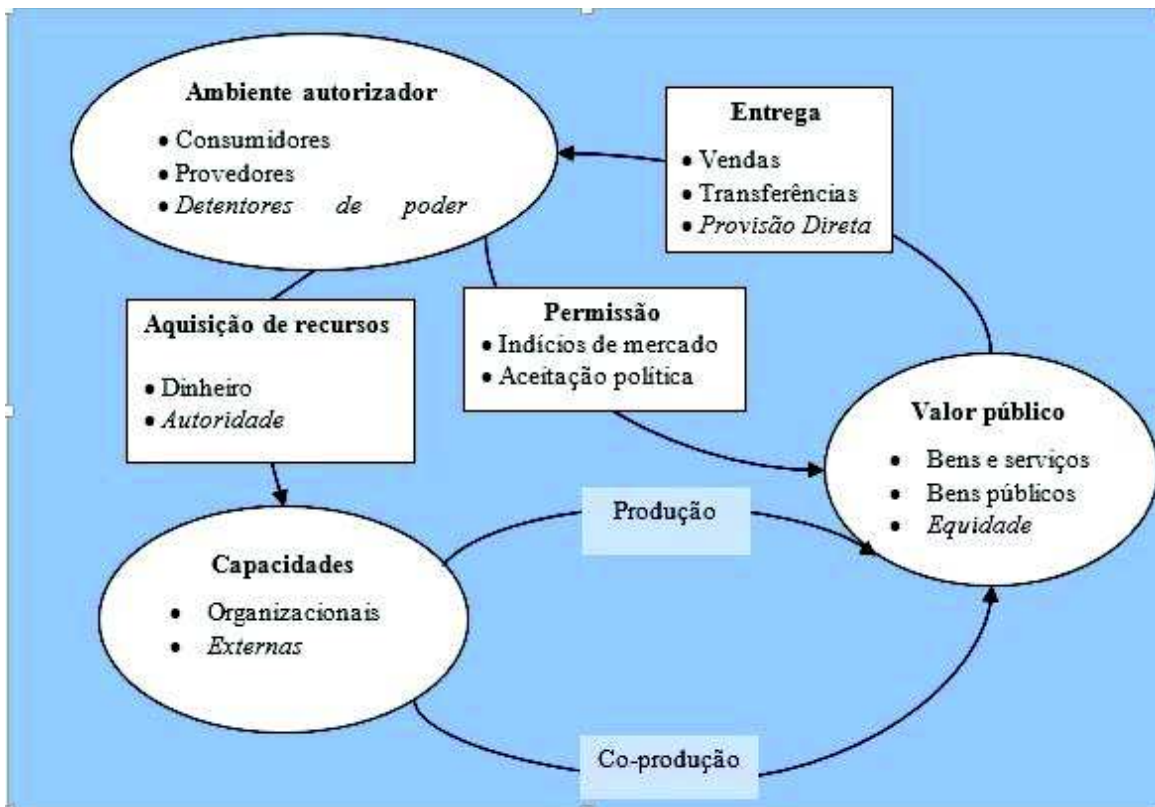 Ambiente autorizador
• Consumidores
• Provedores
• Detentores de poder
Entrega
• Vendas
• Transferências
• Provisão Direta
Aquisição de recursos
• Dinheiro
• Autoridade
Permissão
• Indícios de mercado
• Aceitação política
Valor público
• Bens e serviços
• Bens públicos
• Equidade
Produção
Capacidades
• Organizacionais
• Externas
Co-produção